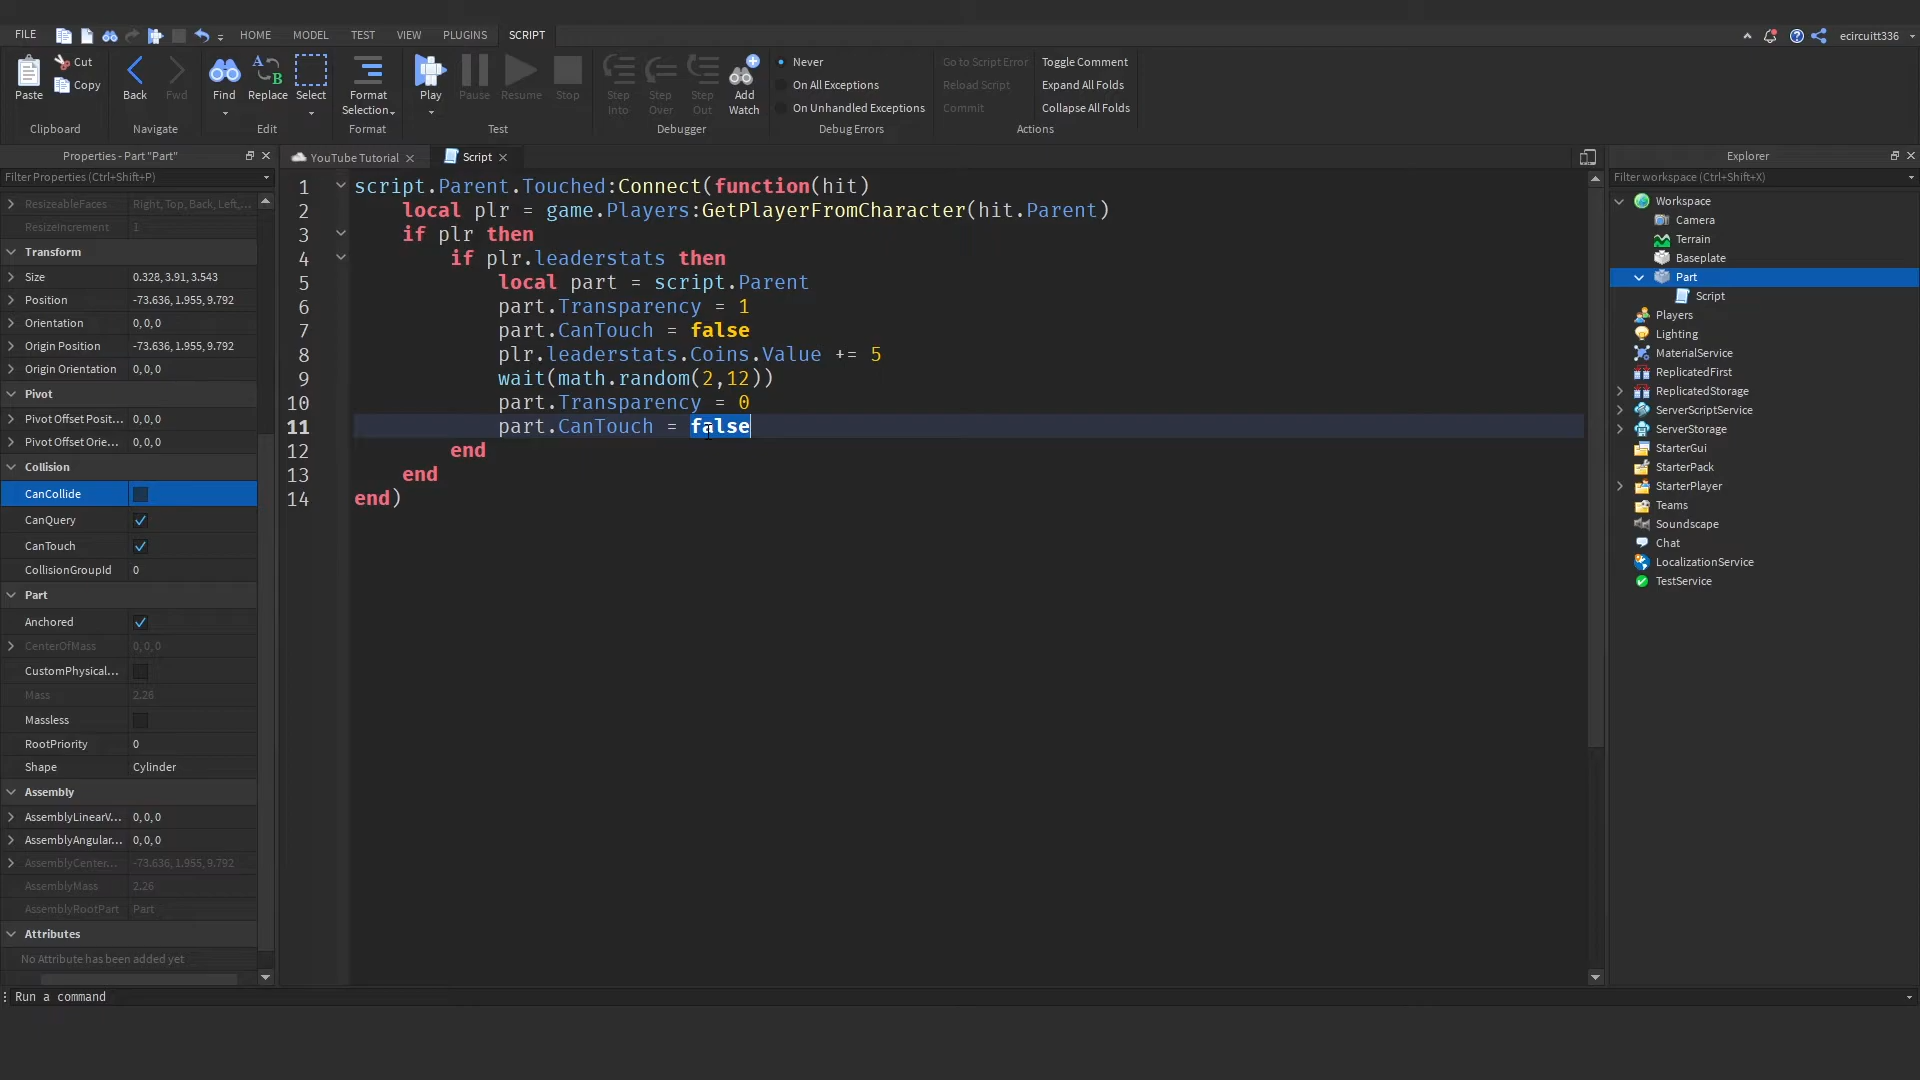 FILE HOME MODEL TEST VIEW PLUGINS SCRIPT ecircuitt336
Paste Cut Copy Back Fwd Find Replace Select Format Selection Play Pause Resume Stop Step Into Step Over Step Out Add Watch
Never Go to Script Error Toggle Comment
On All Exceptions Reload Script Expand All Folds
On Unhandled Exceptions Commit Collapse All Folds
Clipboard Navigate Edit Format Test Debugger Debug Errors Actions
Properties - Part "Part"
Filter Properties (Ctrl+Shift+P)
ResizeableFaces Right, Top, Back, Left,...
ResizeIncrement 1
Transform
Size 0.328, 3.91, 3.543
Position -73.636, 1.955, 9.792
Orientation 0, 0, 0
Origin Position -73.636, 1.955, 9.792
Origin Orientation 0, 0, 0
Pivot
Pivot Offset Posit... 0, 0, 0
Pivot Offset Orie... 0, 0, 0
Collision
CanCollide
CanQuery
CanTouch
CollisionGroupId 0
Part
Anchored
CenterOfMass 0, 0, 0
CustomPhysical...
Mass 2.26
Massless
RootPriority 0
Shape Cylinder
Assembly
AssemblyLinearV... 0, 0, 0
AssemblyAngular... 0, 0, 0
AssemblyCenter... -73.636, 1.955, 9.792
AssemblyMass 2.26
AssemblyRootPart Part
Attributes
No Attribute has been added yet
YouTube Tutorial Script
1 script.Parent.Touched:Connect(function(hit)
2 local plr = game.Players:GetPlayerFromCharacter(hit.Parent)
3 if plr then
4 if plr.leaderstats then
5 local part = script.Parent
6 part.Transparency = 1
7 part.CanTouch = false
8 plr.leaderstats.Coins.Value += 5
9 wait(math.random(2,12))
10 part.Transparency = 0
11 part.CanTouch = false
12 end
13 end
14 end)
Explorer
Filter workspace (Ctrl+Shift+X)
Workspace
Camera
Terrain
Baseplate
Part
Script
Players
Lighting
MaterialService
ReplicatedFirst
ReplicatedStorage
ServerScriptService
ServerStorage
StarterGui
StarterPack
StarterPlayer
Teams
Soundscape
Chat
LocalizationService
TestService
Run a command